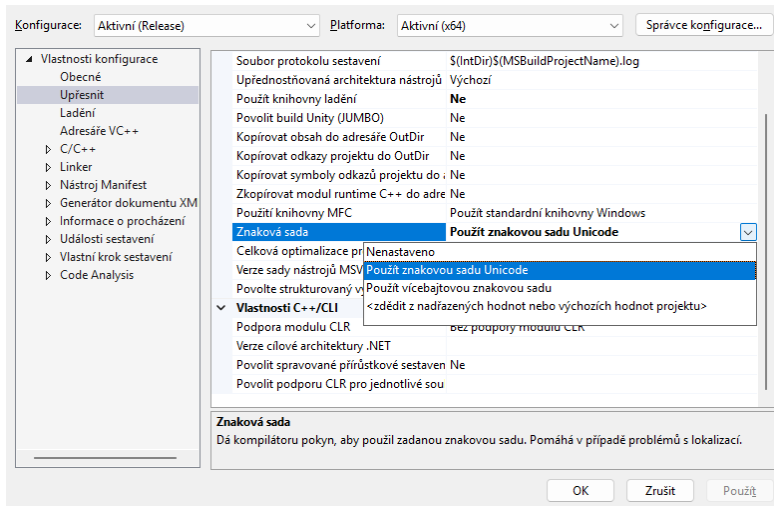 Konfigurace: Aktivní (Release) Platforma: Aktivní (x64) Správce konfigurace...
Vlastnosti konfigurace
Obecné
Upřesnit
Ladění
Adresáře VC++
C/C++
Linker
Nástroj Manifest
Generátor dokumentu XM
Informace o procházení
Události sestavení
Vlastní krok sestavení
Code Analysis
Soubor protokolu sestavení $(IntDir)$(MSBuildProjectName).log
Upřednostňovaná architektura nástrojů Výchozí
Použít knihovny ladění Ne
Povolit build Unity (JUMBO) Ne
Kopírovat obsah do adresáře OutDir Ne
Kopírovat odkazy projektu do OutDir Ne
Kopírovat symboly odkazů projektu do Ne
Zkopírovat modul runtime C++ do adre Ne
Použití knihovny MFC Použít standardní knihovny Windows
Znaková sada Použít znakovou sadu Unicode
Celková optimalizace pr Nenastaveno
Verze sady nástrojů MSV Použít znakovou sadu Unicode
Povolte strukturovaný vý Použít vícebajtovou znakovou sadu
<zdědit z nadřazených hodnot nebo výchozích hodnot projektu>
Vlastnosti C++/CLI
Podpora modulu CLR Bez podpory modulu CLR
Verze cílové architektury .NET
Povolit spravované přírůstkové sestaven Ne
Povolit podporu CLR pro jednotlivé sou
Znaková sada
Dá kompilátoru pokyn, aby použil zadanou znakovou sadu. Pomáhá v případě problémů s lokalizací.
OK Zrušit Použít